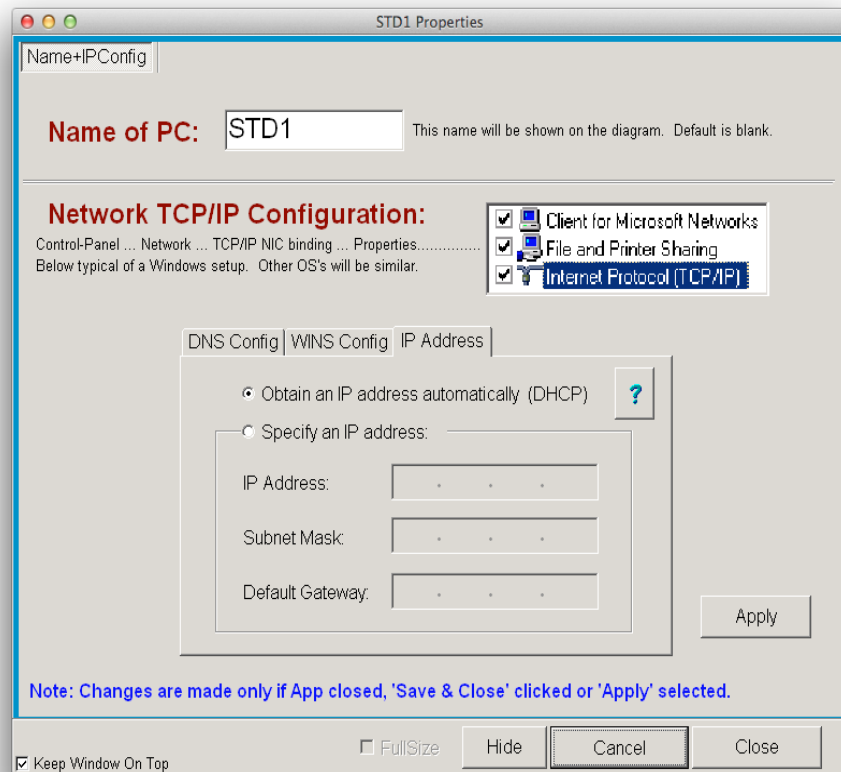 STD1 Properties
Name+IPConfig
Name of PC: STD1 This name will be shown on the diagram. Default is blank.
Network TCP/IP Configuration:
Control-Panel ... Network ... TCP/IP NIC binding ... Properties...............
Below typical of a Windows setup. Other OS's will be similar.
Client for Microsoft Networks
File and Printer Sharing
Internet Protocol (TCP/IP)
DNS Config WINS Config IP Address
Obtain an IP address automatically (DHCP) ?
Specify an IP address:
IP Address: . . .
Subnet Mask: . . .
Default Gateway: . . .
Apply
Note: Changes are made only if App closed, 'Save & Close' clicked or 'Apply' selected.
Keep Window On Top FullSize Hide Cancel Close